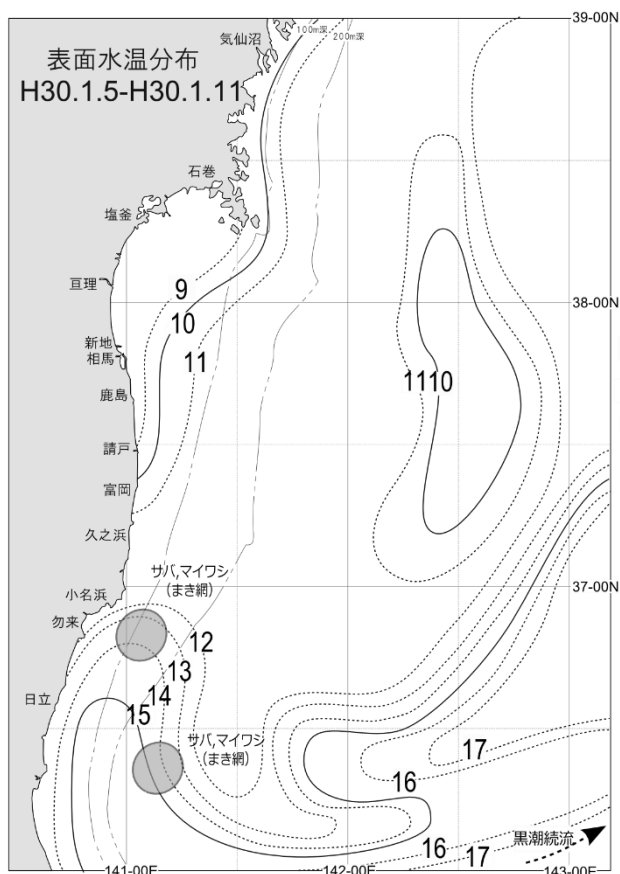 39-00N
気仙沼
100m深
200m深
表面水温分布
H30.1.5-H30.1.11
石巻
塩釜
亘理
9
38-00N
10
新地
相馬
11
鹿島
11
10
請戸
富岡
久之浜
サバ,マイワシ
(まき網)
37-00N
小名浜
勿来
12
13
日立
14
15
サバ,マイワシ
(まき網)
17
16
黒潮続流
16
17
141-00E
142-00E
143-00E